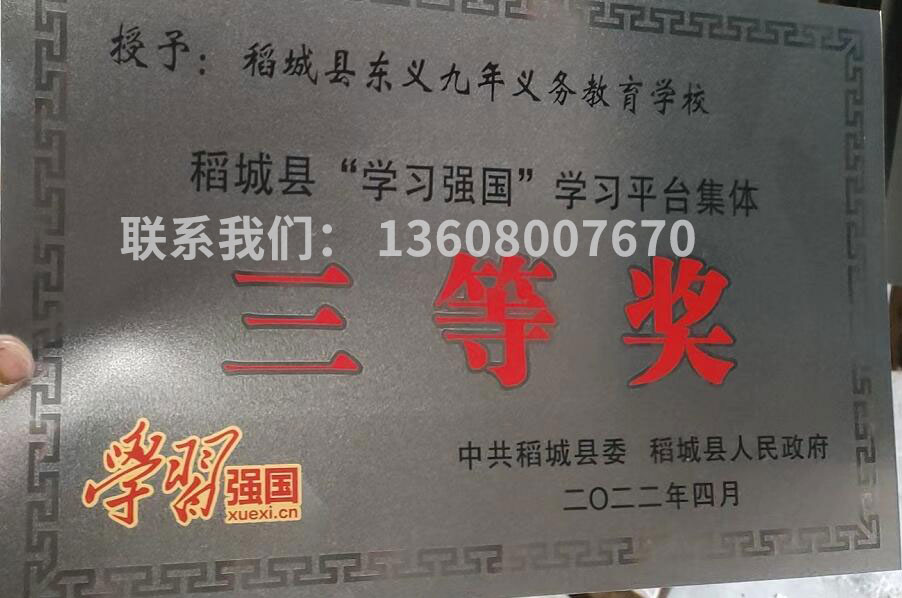 授予：稻城县东义九年义务教育学校
稻城县“学习强国”学习平台集体
联系我们： 13608007670
三等奖
学习强国
xuexi.cn
中共稻城县委 稻城县人民政府
二〇二二年四月